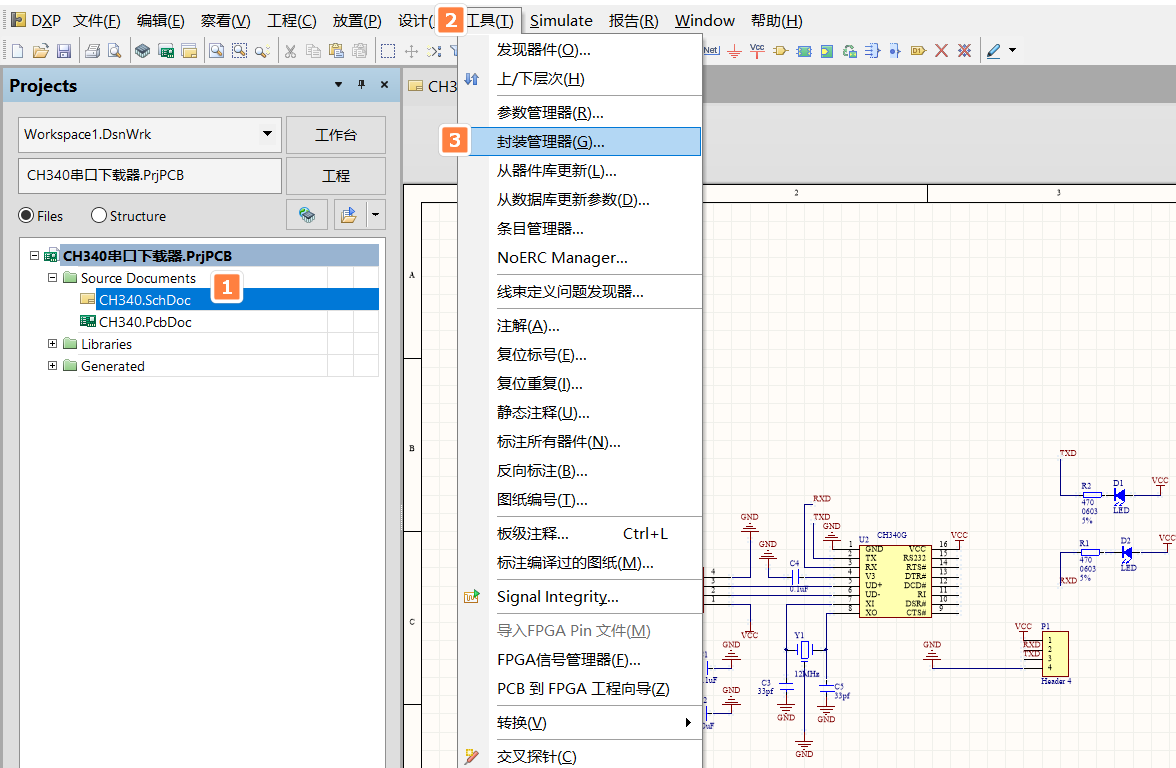 DXP 文件(F) 编辑(E) 察看(V) 工程(C) 放置(P) 设计( 2 工具(T) Simulate 报告(R) Window 帮助(H)
Net Vcc D1
Projects
CH3
Workspace1.DsnWrk 工作台
CH340串口下载器.PrjPCB 工程
Files Structure
CH340串口下载器.PrjPCB
Source Documents 1
CH340.SchDoc
CH340.PcbDoc
Libraries
Generated
发现器件(O)...
上/下层次(H)
参数管理器(R)...
3 封装管理器(G)...
从器件库更新(L)...
从数据库更新参数(D)...
条目管理器...
NoERC Manager...
线束定义问题发现器...
注解(A)...
复位标号(E)...
复位重复(I)...
静态注释(U)...
标注所有器件(N)...
反向标注(B)...
图纸编号(T)...
板级注释... Ctrl+L
标注编译过的图纸(M)...
Signal Integrity...
导入FPGA Pin 文件(M)
FPGA信号管理器(F)...
PCB 到 FPGA 工程向导(Z)
转换(V)
交叉探针(C)
2 3
A
B
C
TXD
R2 D1 VCC
470 LED
0603
5%
R1 D2 VCC
470 LED
0603
5%
RXD
RXD
TXD
GND GND
GND
U2 CH340G VCC
1 GND VCC 16
2 TX RS232 15
3 RX RTS# 14
4 V3 DTR# 13
5 UD+ DCD# 12
6 UD- RI 11
7 XI DSR# 10
8 XO CTS# 9
C4
0.1uF
4
3
2
1
VCC
GND
1uF
GND
Y1
12MHz
C3
33pf
C5
33pf
GND GND
GND
GND
VCC P1
RXD
TXD
1
2
3
4
Header 4